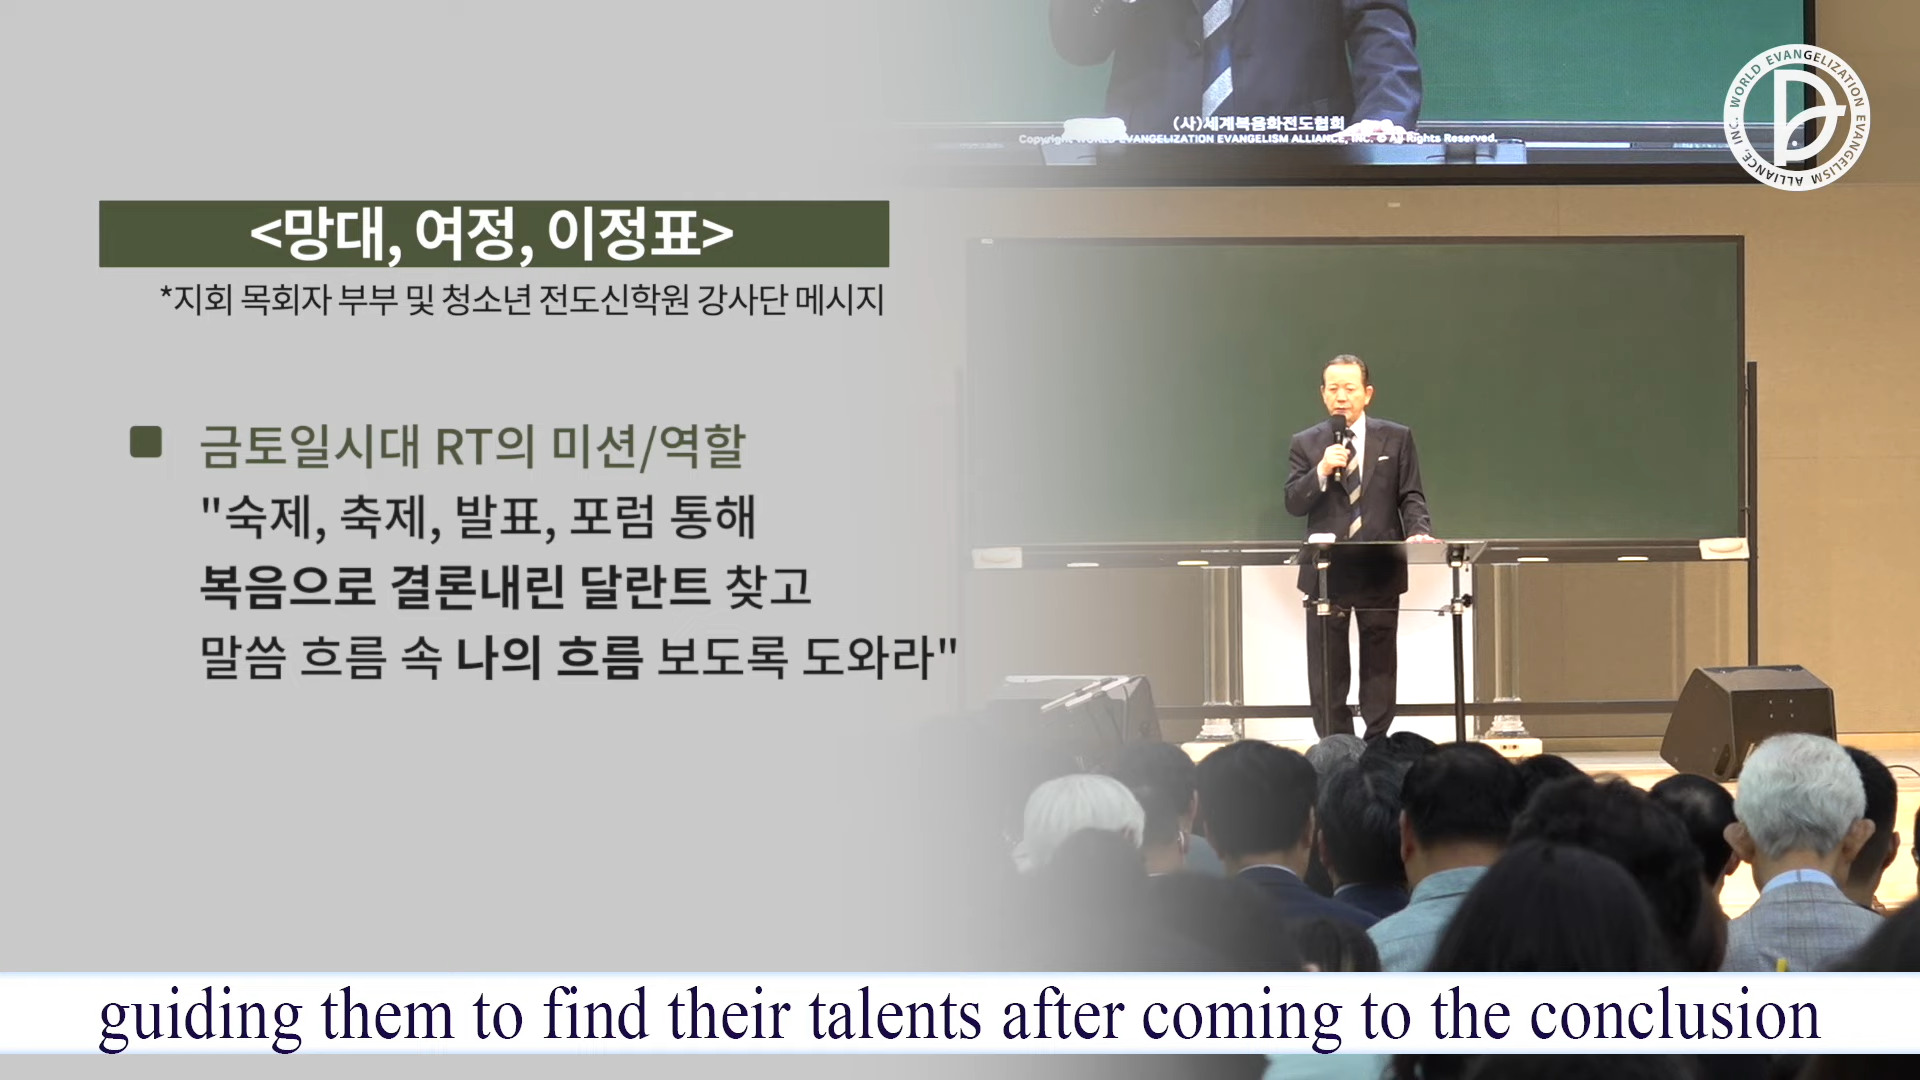 WORLD EVANGELIZATION EVANGELISM ALLIANCE, INC.
(사)세계복음화전도협회
Copyright WORLD EVANGELIZATION EVANGELISM ALLIANCE, INC. © All Rights Reserved.
<망대, 여정, 이정표>
*지회 목회자 부부 및 청소년 전도신학원 강사단 메시지
금토일시대 RT의 미션/역할
"숙제, 축제, 발표, 포럼 통해
복음으로 결론내린 달란트 찾고
말씀 흐름 속 나의 흐름 보도록 도와라"
guiding them to find their talents after coming to the conclusion